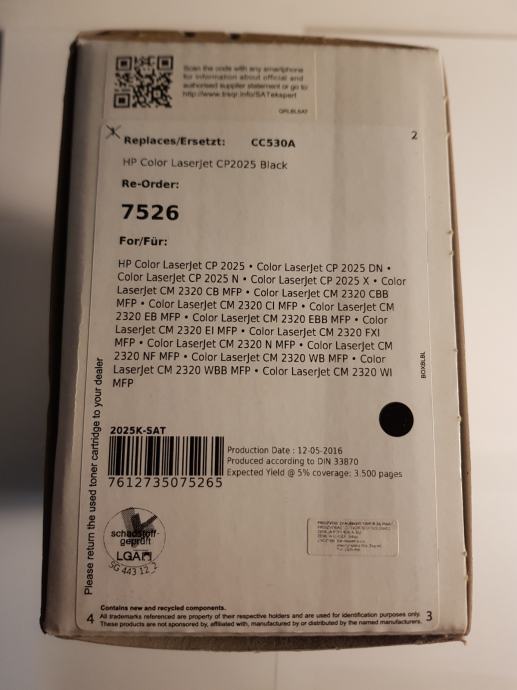 Scan the code with any smartphone
for information about official and
authorised supplier statement or go to:
http://www.trsqr.info/SATekspert
QRLBLSAT
2
Replaces/Ersetzt: CC530A
HP Color LaserJet CP2025 Black
Re-Order:
7526
For/Für:
HP Color LaserJet CP 2025 • Color LaserJet CP 2025 DN •
Color LaserJet CP 2025 N • Color LaserJet CP 2025 X • Color
LaserJet CM 2320 CB MFP • Color LaserJet CM 2320 CBB
MFP • Color LaserJet CM 2320 CI MFP • Color LaserJet CM
2320 EB MFP • Color LaserJet CM 2320 EBB MFP • Color
LaserJet CM 2320 EI MFP • Color LaserJet CM 2320 FXI
MFP • Color LaserJet CM 2320 N MFP • Color LaserJet CM
2320 NF MFP • Color LaserJet CM 2320 WB MFP • Color
LaserJet CM 2320 WBB MFP • Color LaserJet CM 2320 WI
MFP
BOXBLBL
Please return the used toner cartridge to your dealer
2025K-SAT
7612735075265
Production Date : 12-05-2016
Produced according to DIN 33870
Expected Yield @ 5% coverage: 3.500 pages
schadstoff-
geprüft
LGA
SG 443 12_2
Contains new and recycled components.
4
All trademarks referenced are property of their respective holders and are used for identification purposes only.
These products are not sponsored by, affiliated with, manufactured by or distributed by the named manufacturers.
3